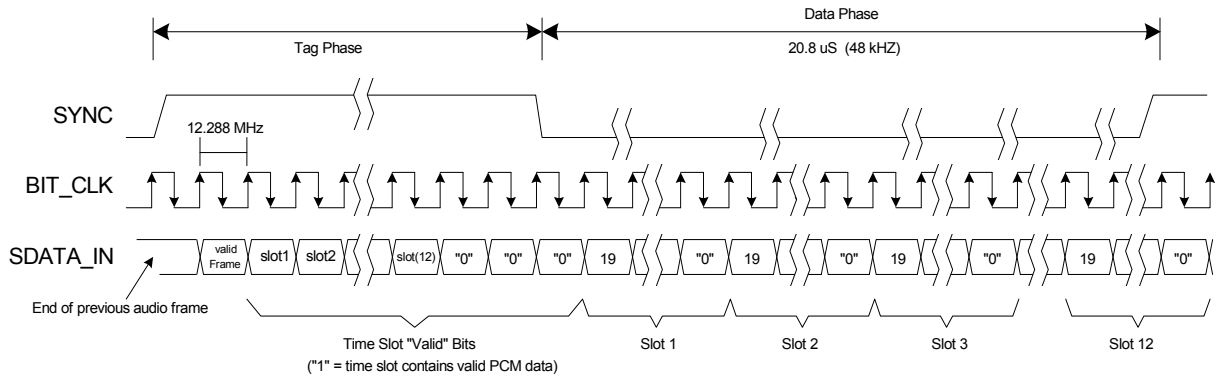 Data Phase
Tag Phase
20.8 uS (48 kHZ)
SYNC
12.288 MHz
BIT_CLK
SDATA_IN
valid Frame
slot1
slot2
slot(12)
"0"
"0"
"0"
19
"0"
19
"0"
19
"0"
19
"0"
End of previous audio frame
Time Slot "Valid" Bits
("1" = time slot contains valid PCM data)
Slot 1
Slot 2
Slot 3
Slot 12